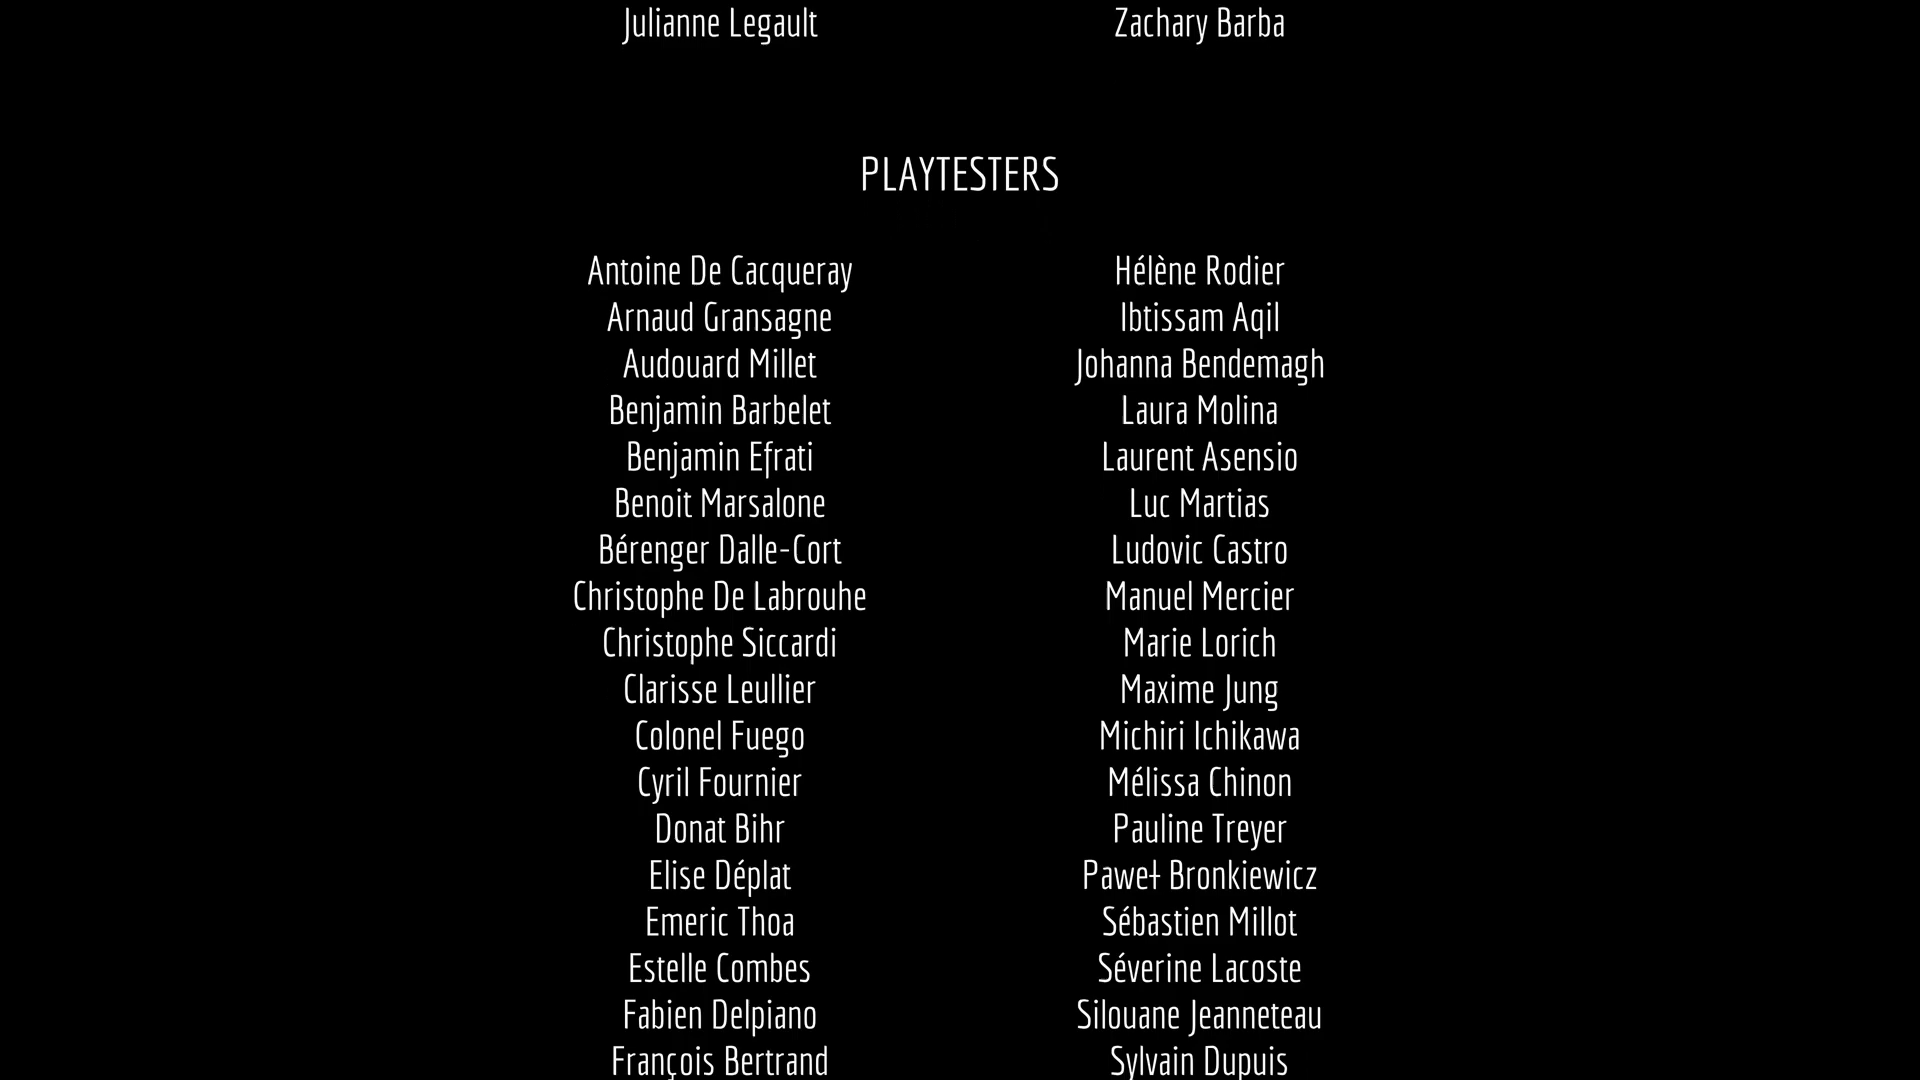 Julianne Legault
Zachary Barba
PLAYTESTERS
Antoine De Cacqueray
Arnaud Gransagne
Audouard Millet
Benjamin Barbelet
Benjamin Efrati
Benoit Marsalone
Bérenger Dalle-Cort
Christophe De Labrouhe
Christophe Siccardi
Clarisse Leullier
Colonel Fuego
Cyril Fournier
Donat Bihr
Elise Déplat
Emeric Thoa
Estelle Combes
Fabien Delpiano
François Bertrand
Hélène Rodier
Ibtissam Aqil
Johanna Bendemagh
Laura Molina
Laurent Asensio
Luc Martias
Ludovic Castro
Manuel Mercier
Marie Lorich
Maxime Jung
Michiri Ichikawa
Mélissa Chinon
Pauline Treyer
Paweł Bronkiewicz
Sébastien Millot
Séverine Lacoste
Silouane Jeanneteau
Sylvain Dupuis